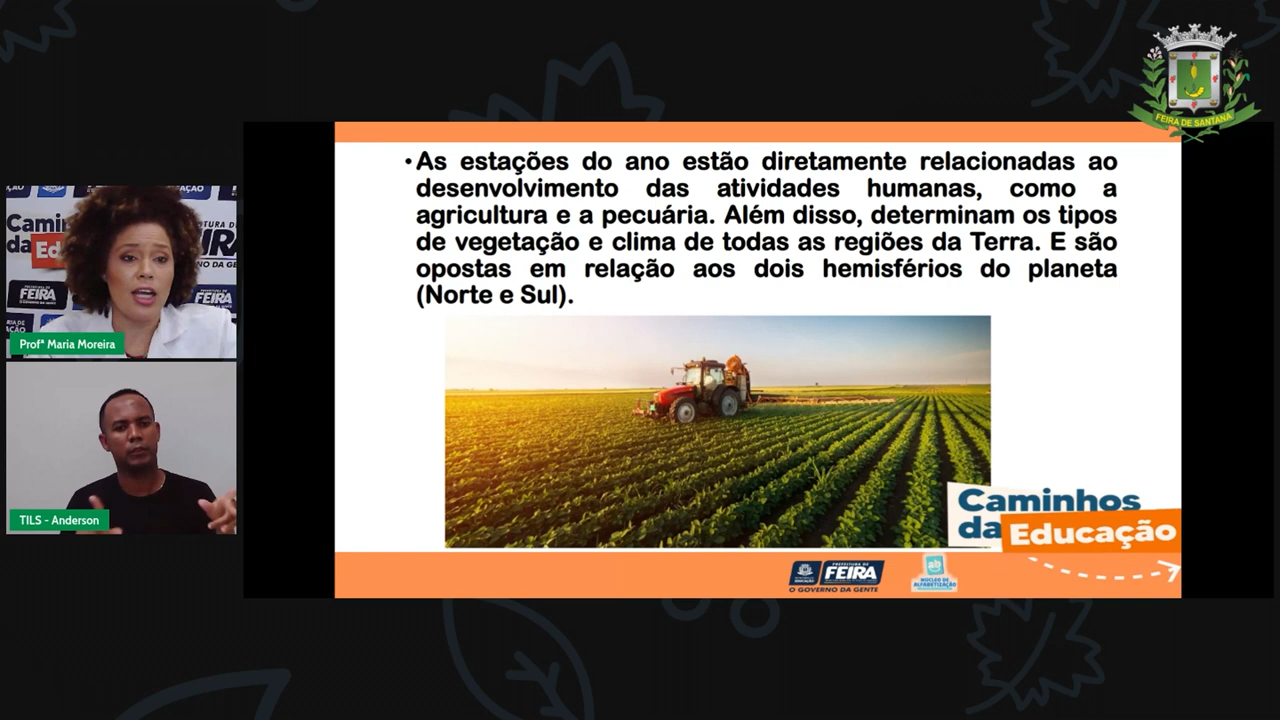 FEIRA DE SANTANA
• As estações do ano estão diretamente relacionadas ao
desenvolvimento das atividades humanas, como a
agricultura e a pecuária. Além disso, determinam os tipos
de vegetação e clima de todas as regiões da Terra. E são
opostas em relação aos dois hemisférios do planeta
(Norte e Sul).
Profª Maria Moreira
TILS - Anderson
Caminhos
da Educação
PREFEITURA DE
FEIRA
O GOVERNO DA GENTE
NÚCLEO DE
ALFABETIZAÇÃO